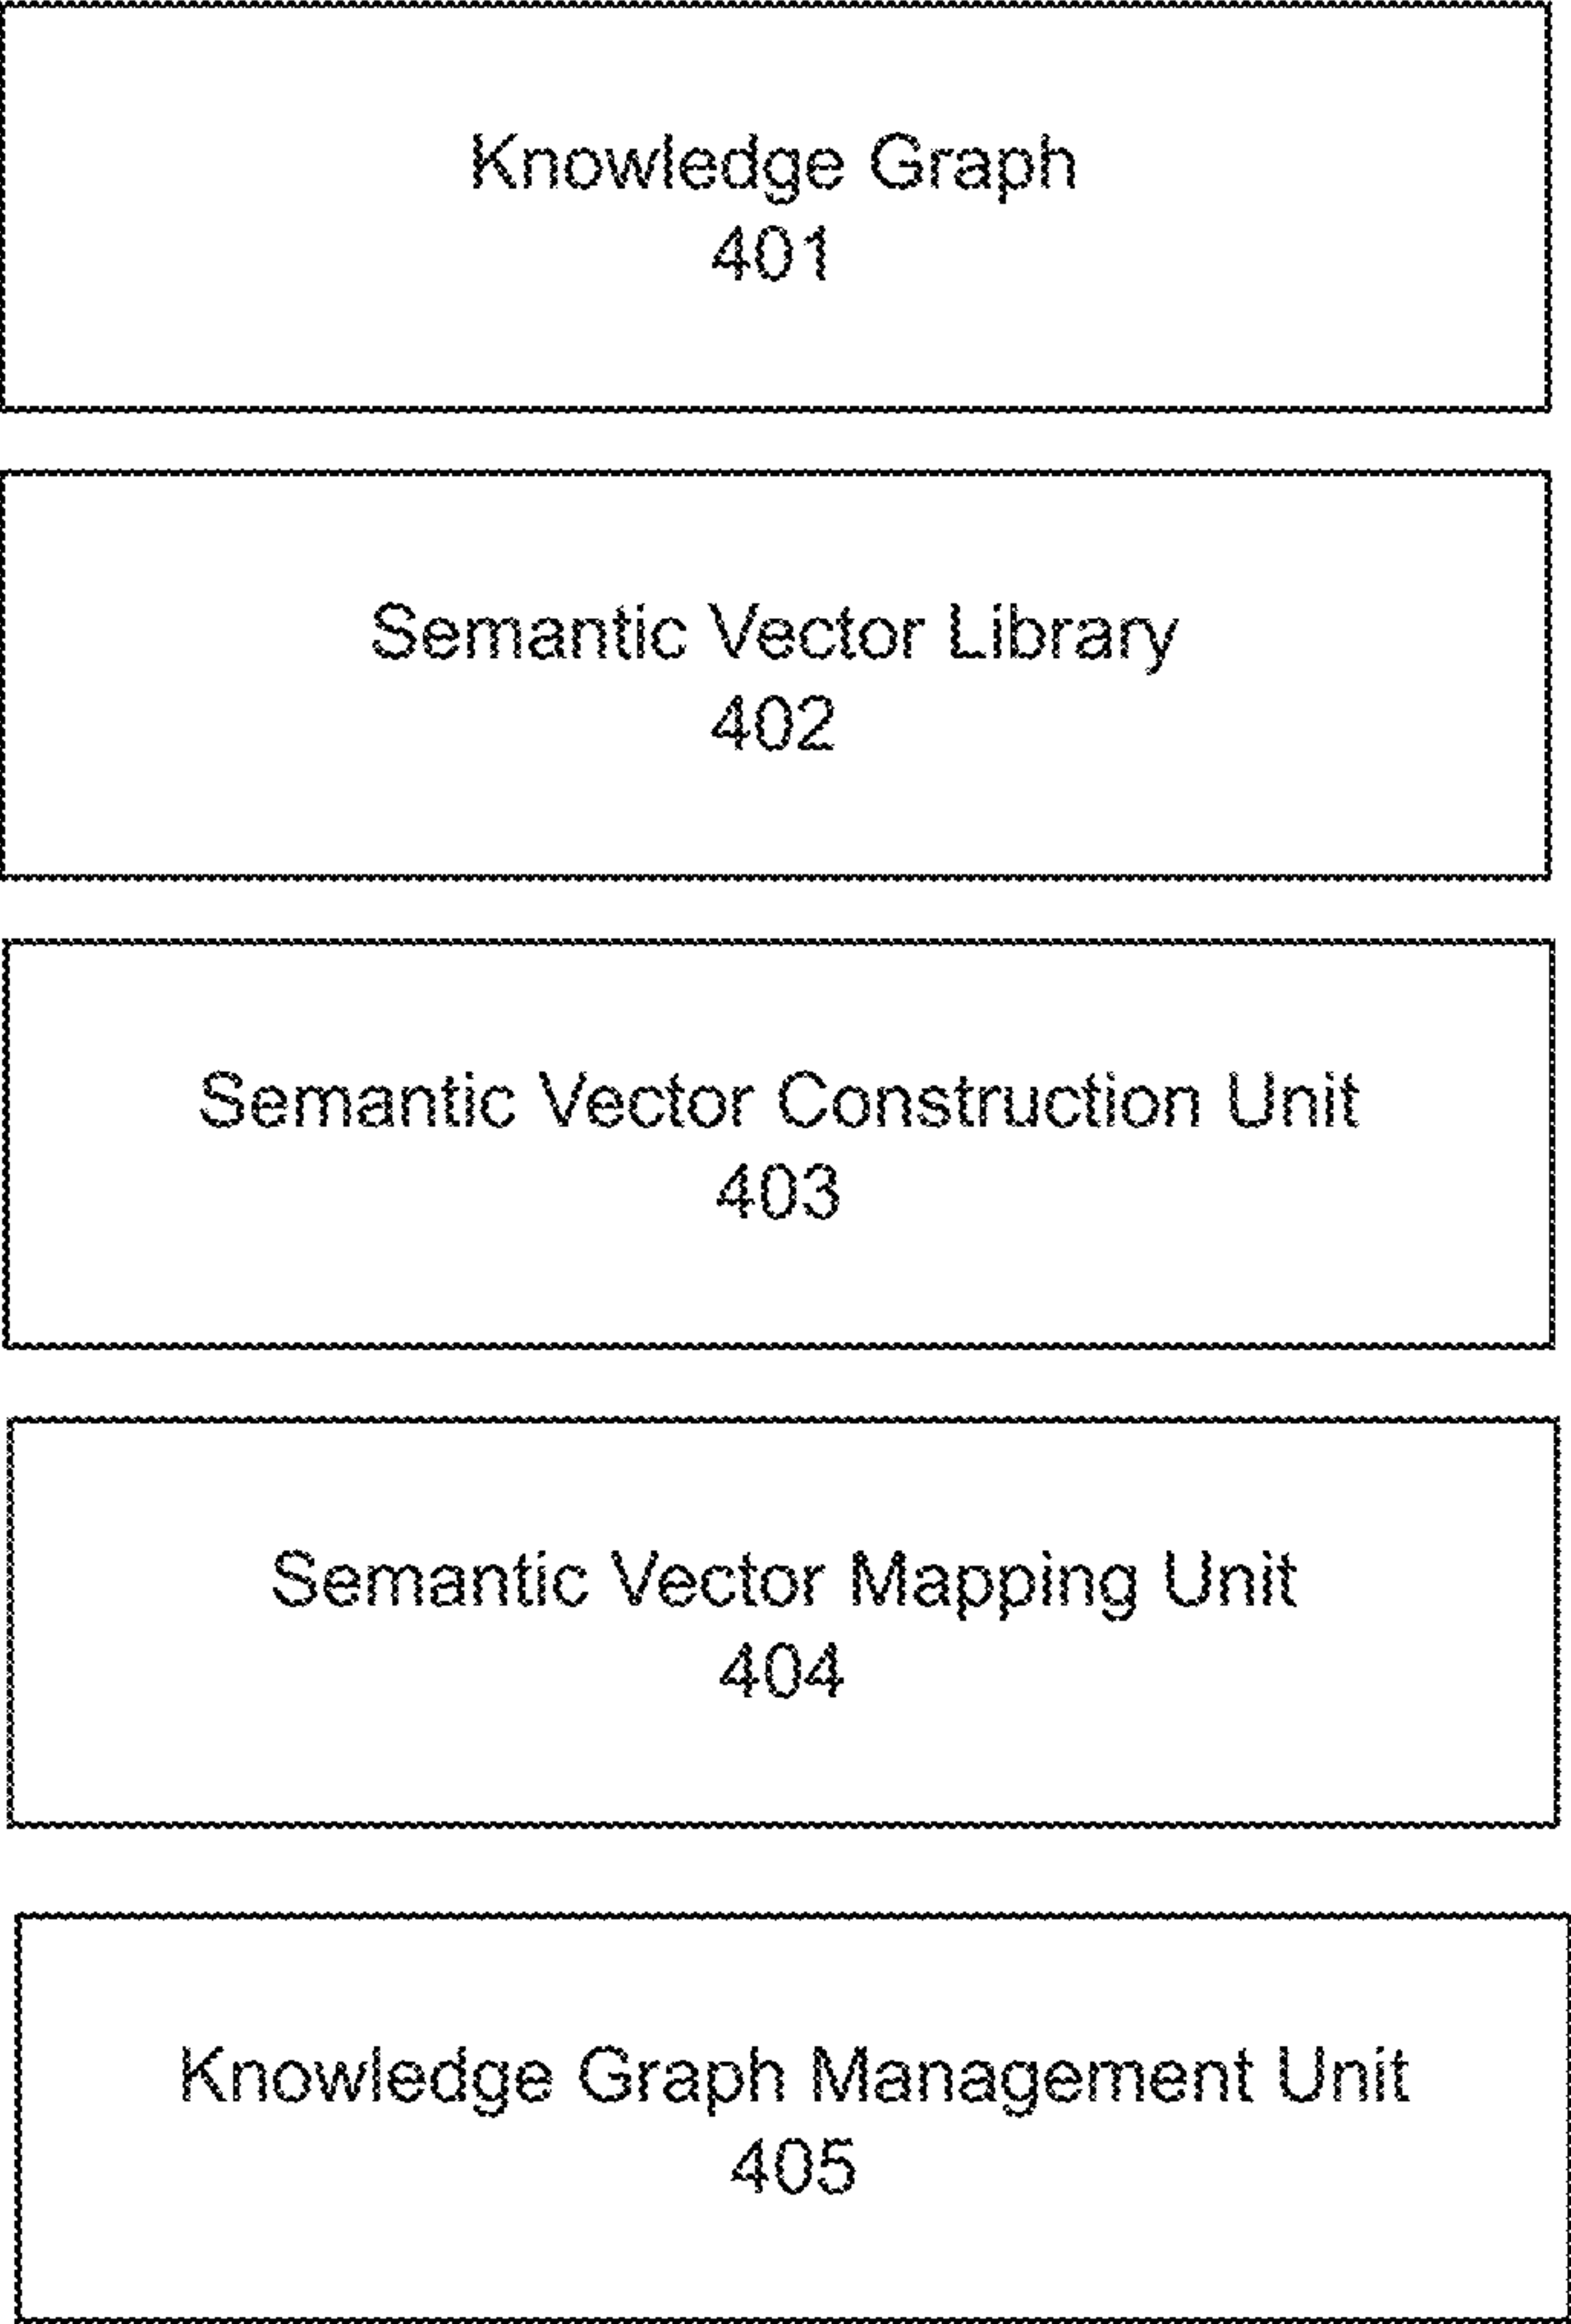 Knowledge Graph
401
Semantic Vector Library
402
Semantic Vector Construction Unit
403
Semantic Vector Mapping Unit
404
Knowledge Graph Management Unit
405